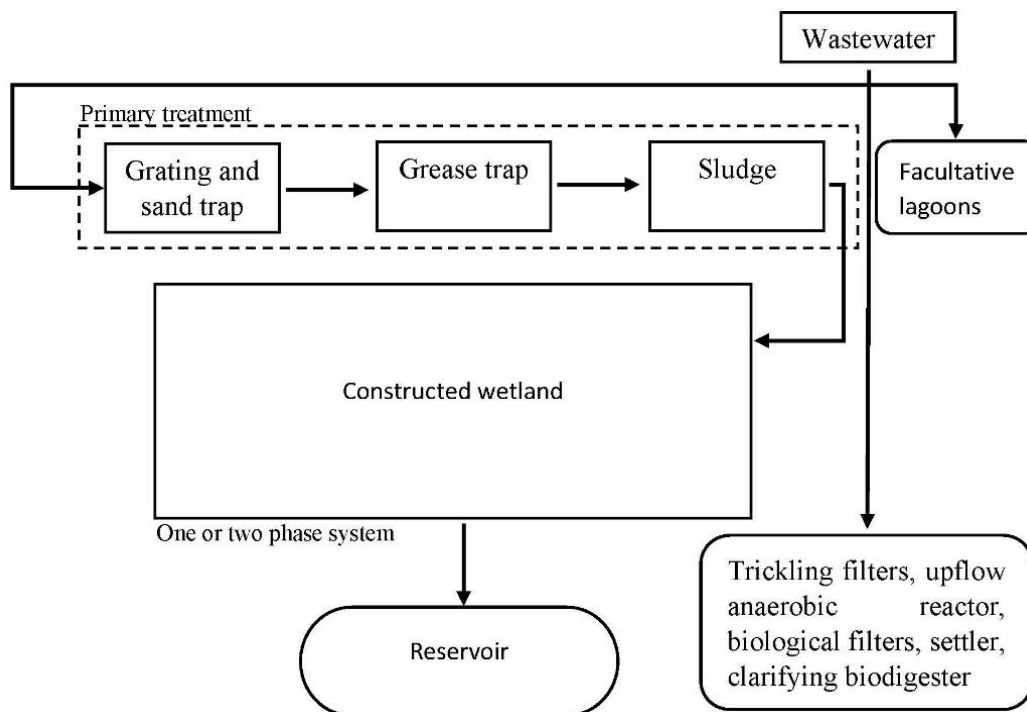 Wastewater
Primary treatment
Grating and
sand trap
Grease trap
Sludge
Facultative
lagoons
Constructed wetland
One or two phase system
Reservoir
Trickling filters, upflow
anaerobic reactor,
biological filters, settler,
clarifying biodigester